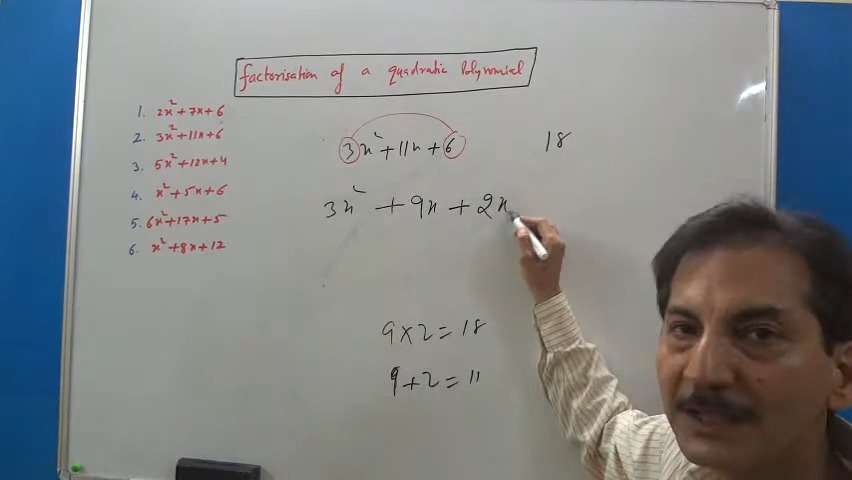 factorisation of a quadratic Polynomial
1. 2x²+7x+6
2. 3x²+11x+6
3. 5x²+12x+4
4. x²+5x+6
5. 6x²+17x+5
6. x²+8x+12
3x²+11x+6
18
3x² +9x+2x
9×2=18
9+2=11